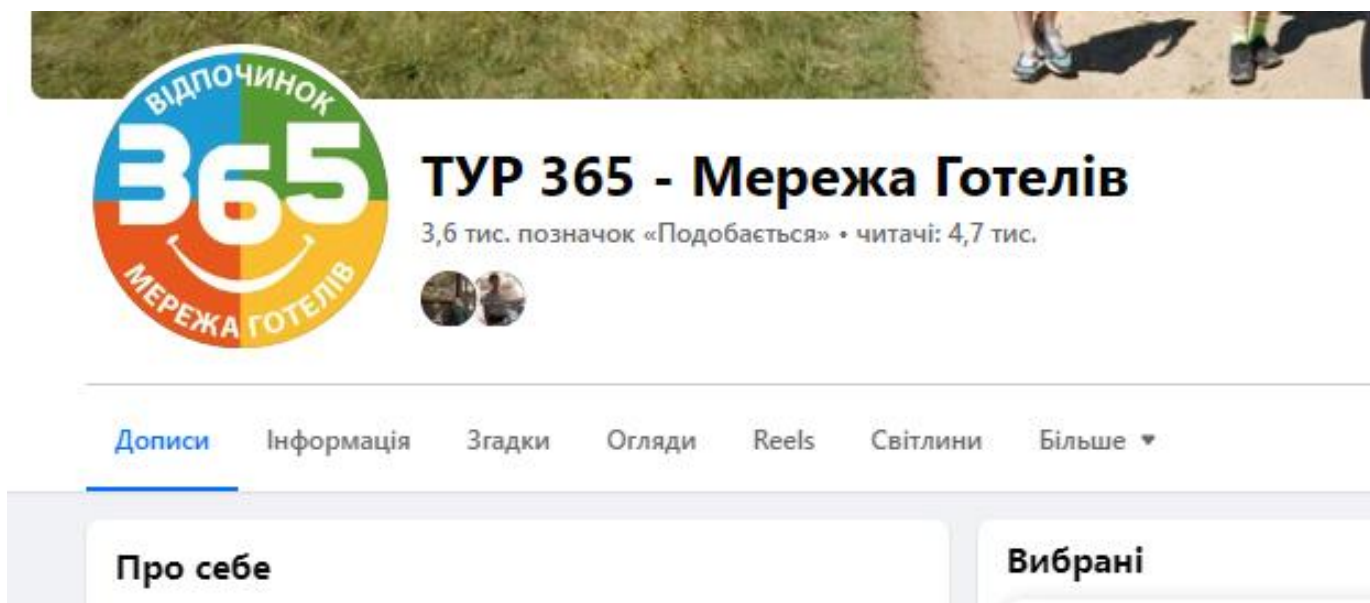 ВІДПОЧИНОК
365
МЕРЕЖА ГОТЕЛІВ
ТУР 365 - Мережа Готелів
3,6 тис. позначок «Подобається» • читачі: 4,7 тис.
Дописи Інформація Згадки Огляди Reels Світлини Більше
Про себе
Вибрані